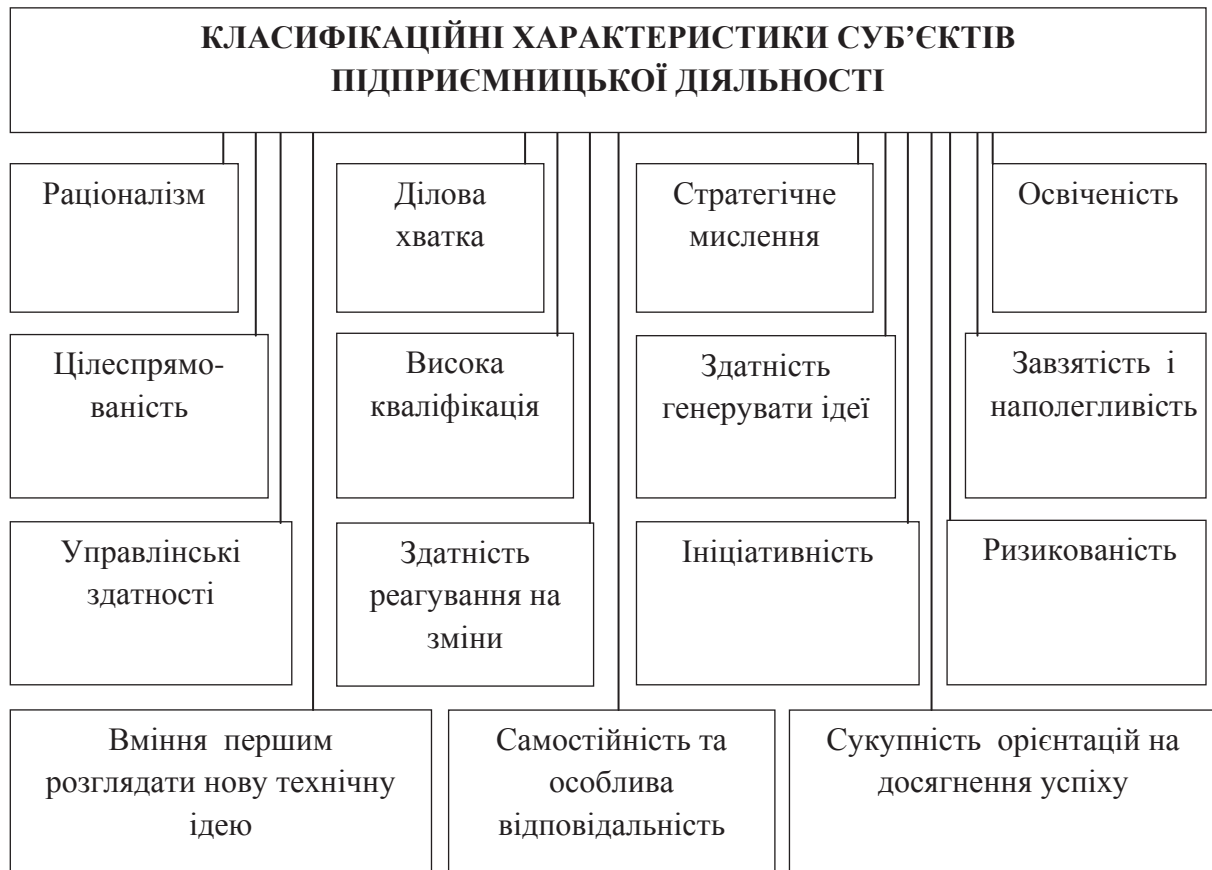 КЛАСИФІКАЦІЙНІ ХАРАКТЕРИСТИКИ СУБ’ЄКТІВ
ПІДПРИЄМНИЦЬКОЇ ДІЯЛЬНОСТІ
Раціоналізм
Ділова
хватка
Стратегічне
мислення
Освіченість
Цілеспрямо-
ваність
Висока
кваліфікація
Здатність
генерувати ідеї
Завзятість і
наполегливість
Управлінські
здатності
Здатність
реагування на
зміни
Ініціативність
Ризикованість
Вміння першим
розглядати нову технічну
ідею
Самостійність та
особлива
відповідальність
Сукупність орієнтацій на
досягнення успіху